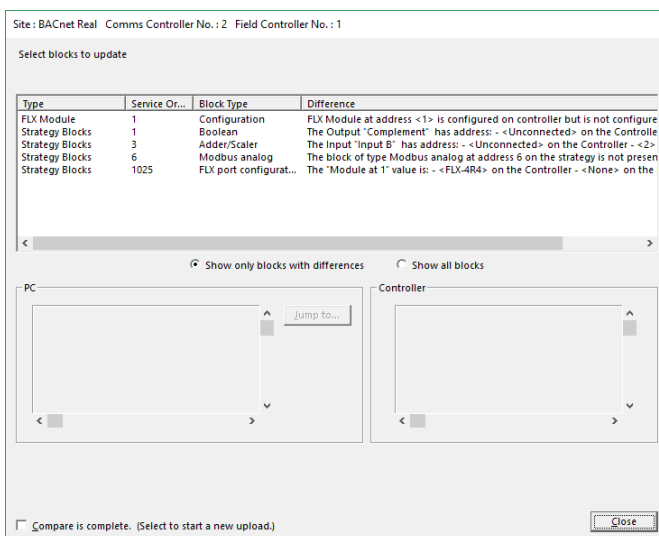 Site : BACnet Real Comms Controller No. : 2 Field Controller No. : 1
Select blocks to update
Type Service Or... Block Type Difference
FLX Module 1 Configuration FLX Module at address <1> is configured on controller but is not configure
Strategy Blocks 1 Boolean The Output "Complement" has address: - <Unconnected> on the Controlle
Strategy Blocks 3 Adder/Scaler The Input "Input B" has address: - <Unconnected> on the Controller - <2>
Strategy Blocks 6 Modbus analog The block of type Modbus analog at address 6 on the strategy is not presen
Strategy Blocks 1025 FLX port configurat... The "Module at 1" value is: - <FLX-4R4> on the Controller - <None> on the
Show only blocks with differences Show all blocks
PC Controller
Jump to...
Compare is complete. (Select to start a new upload.) Close